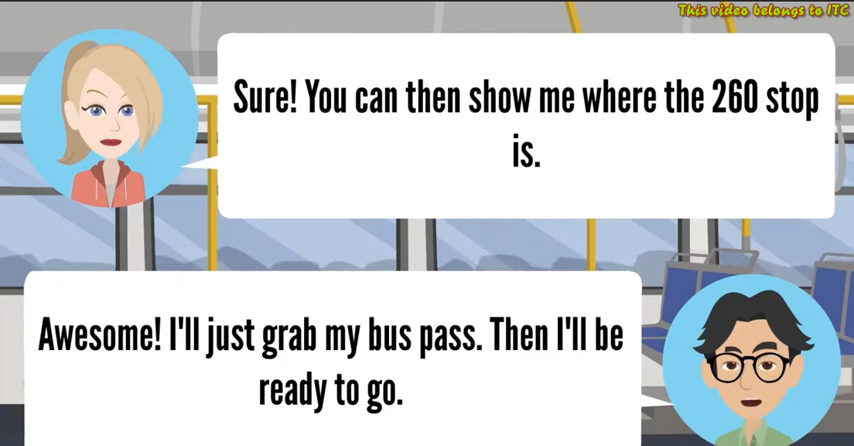 This video belongs to ITC
Sure! You can then show me where the 260 stop
is.
Awesome! I'll just grab my bus pass. Then I'll be
ready to go.